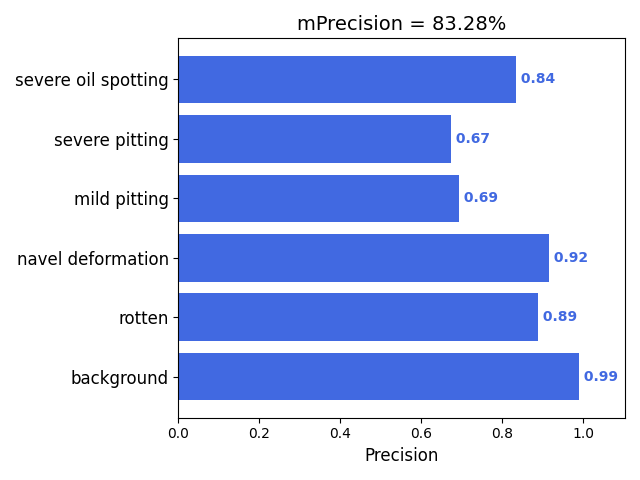 mPrecision = 83.28%
severe oil spotting 0.84
severe pitting 0.67
mild pitting 0.69
navel deformation 0.92
rotten 0.89
background 0.99
0.0 0.2 0.4 0.6 0.8 1.0
Precision